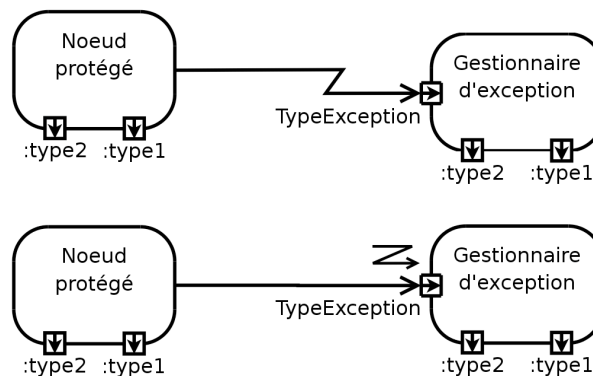 Noeud
protégé
Gestionnaire
d'exception
TypeException
:type2 :type1
:type2 :type1
Noeud
protégé
Gestionnaire
d'exception
TypeException
:type2 :type1
:type2 :type1